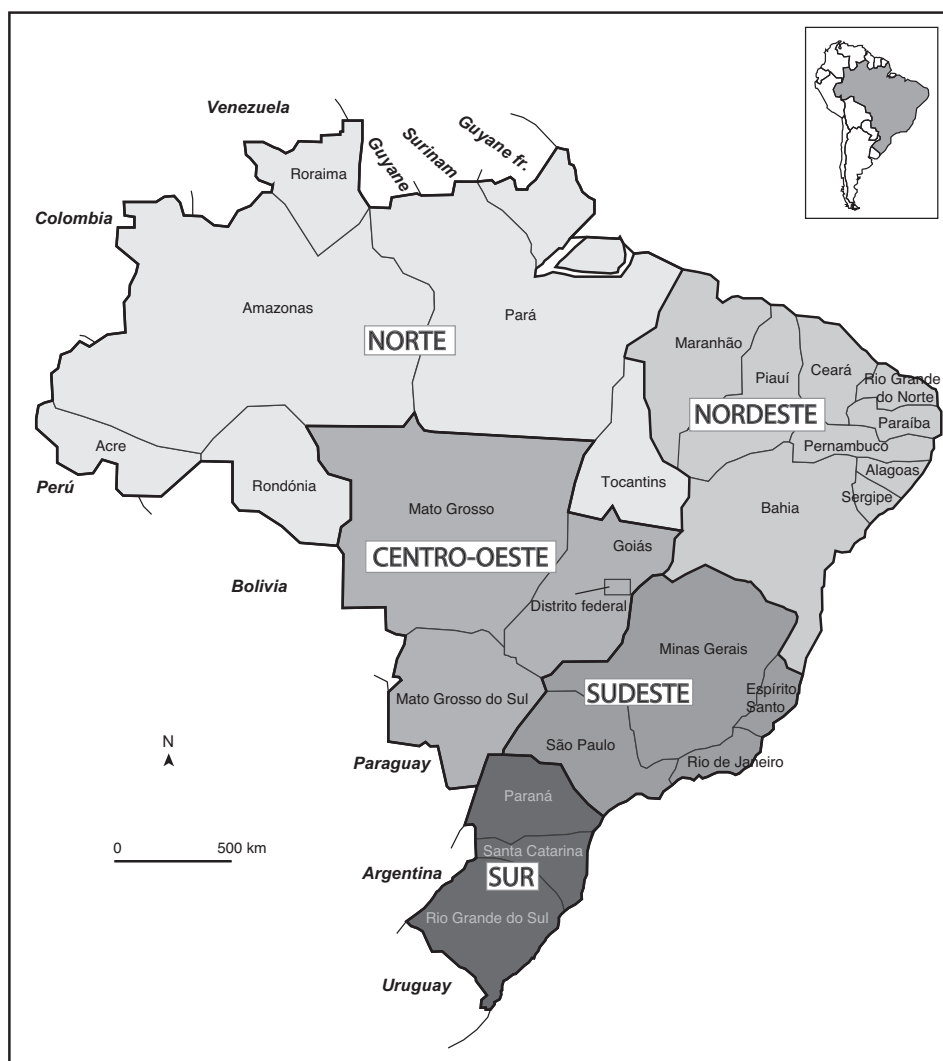 Venezuela
Guyane
Surinam
Guyane fr.
Roraima
Colombia
Amazonas
Pará
NORTE
Maranhão
Piauí
Ceará
Rio Grande
do Norte
NORDESTE
Paraíba
Pernambuco
Acre
Alagoas
Perú
Rondónia
Tocantins
Sergipe
Mato Grosso
Bahia
Goiás
CENTRO-OESTE
Bolivia
Distrito federal
Minas Gerais
SUDESTE
Espírito
Santo
Mato Grosso do Sul
São Paulo
N
Paraguay
Rio de Janeiro
Paraná
0 500 km
Santa Catarina
Argentina
SUR
Rio Grande do Sul
Uruguay